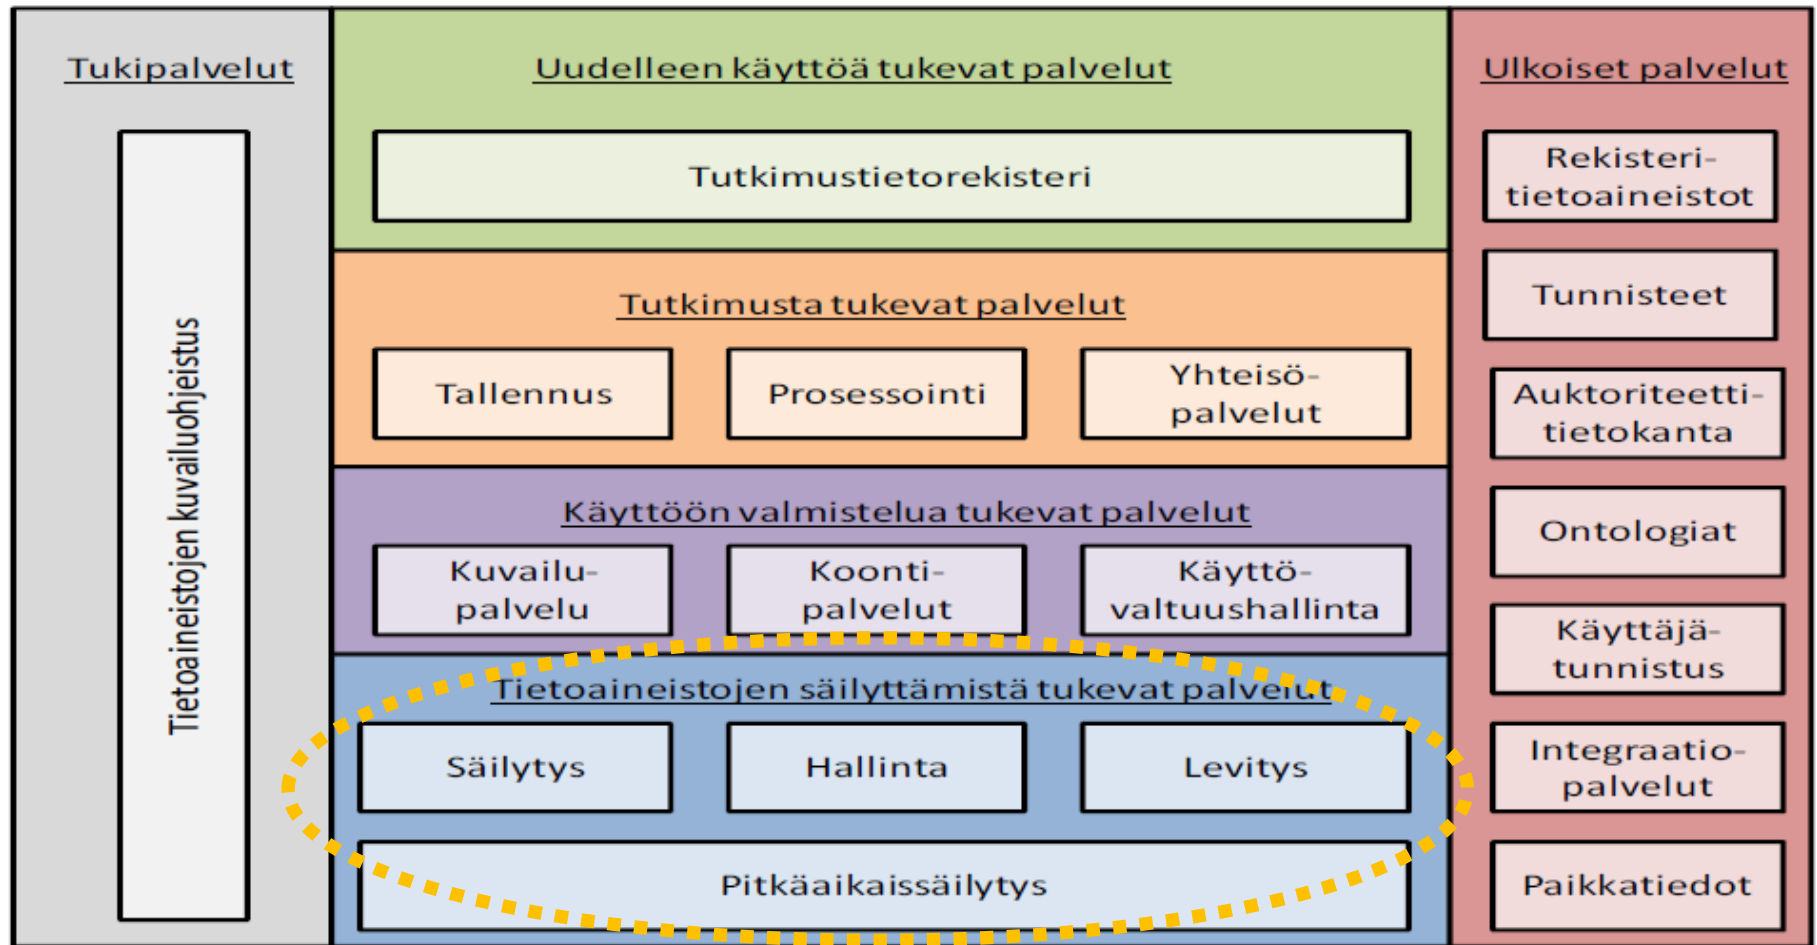 Tukipalvelut
Tietoaineistojen kuvailuohjeistus
Uudelleen käyttöä tukevat palvelut
Tutkimustietorekisteri
Tutkimusta tukevat palvelut
Tallennus
Prosessointi
Yhteisö-
palvelut
Käyttöön valmistelua tukevat palvelut
Kuvailu-
palvelu
Koonti-
palvelut
Käyttö-
valtuushallinta
Tietoaineistojen säilyttämistä tukevat palvelut
Säilytys
Hallinta
Levitys
Pitkäaikaissäilytys
Ulkoiset palvelut
Rekisteri-
tietoaineistot
Tunnisteet
Auktoriteetti-
tietokanta
Ontologiat
Käyttäjä-
tunnistus
Integraatio-
palvelut
Paikkatiedot